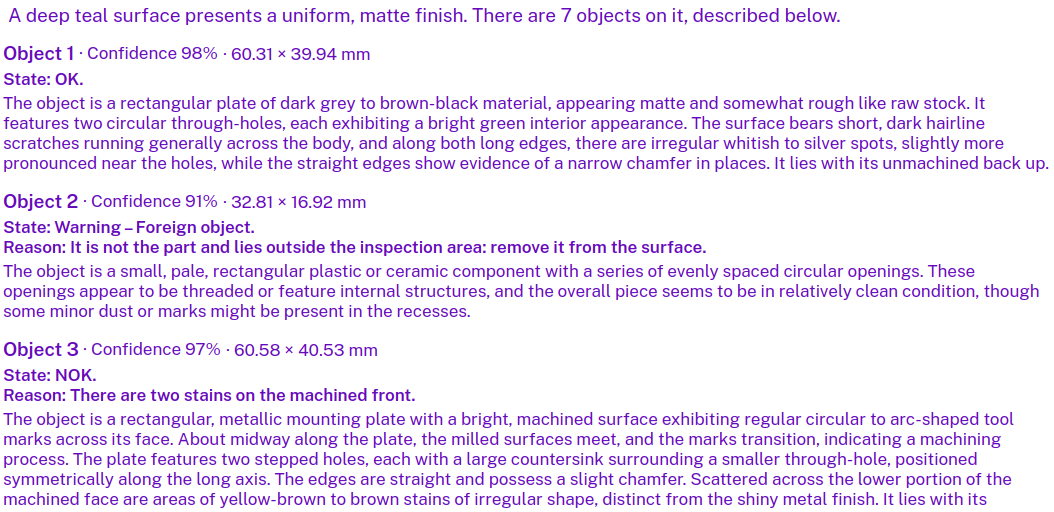 A deep teal surface presents a uniform, matte finish. There are 7 objects on it, described below.
Object 1 · Confidence 98% · 60.31 × 39.94 mm
State: OK.
The object is a rectangular plate of dark grey to brown-black material, appearing matte and somewhat rough like raw stock. It
features two circular through-holes, each exhibiting a bright green interior appearance. The surface bears short, dark hairline
scratches running generally across the body, and along both long edges, there are irregular whitish to silver spots, slightly more
pronounced near the holes, while the straight edges show evidence of a narrow chamfer in places. It lies with its unmachined back up.
Object 2 · Confidence 91% · 32.81 × 16.92 mm
State: Warning – Foreign object.
Reason: It is not the part and lies outside the inspection area: remove it from the surface.
The object is a small, pale, rectangular plastic or ceramic component with a series of evenly spaced circular openings. These
openings appear to be threaded or feature internal structures, and the overall piece seems to be in relatively clean condition, though
some minor dust or marks might be present in the recesses.
Object 3 · Confidence 97% · 60.58 × 40.53 mm
State: NOK.
Reason: There are two stains on the machined front.
The object is a rectangular, metallic mounting plate with a bright, machined surface exhibiting regular circular to arc-shaped tool
marks across its face. About midway along the plate, the milled surfaces meet, and the marks transition, indicating a machining
process. The plate features two stepped holes, each with a large countersink surrounding a smaller through-hole, positioned
symmetrically along the long axis. The edges are straight and possess a slight chamfer. Scattered across the lower portion of the
machined face are areas of yellow-brown to brown stains of irregular shape, distinct from the shiny metal finish. It lies with its